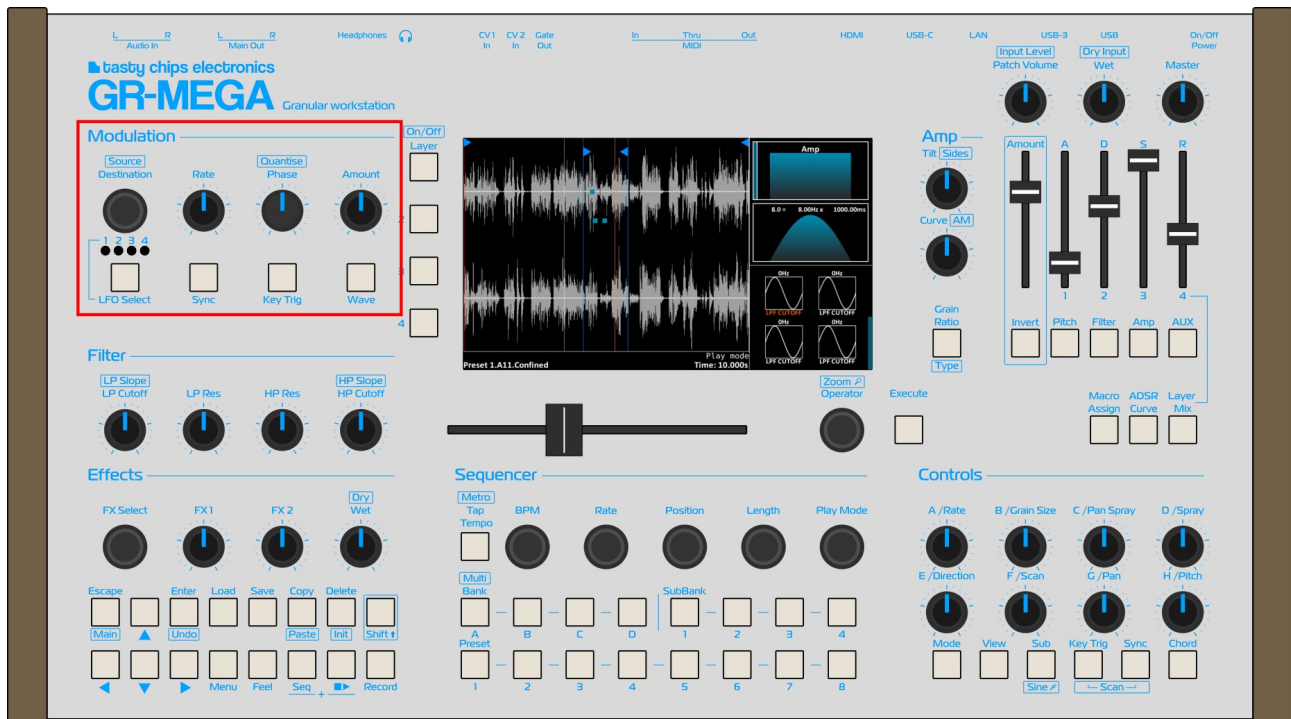 L R L R Headphones CV1 CV2 Gate In Thru Out HDMI USB-C LAN USB-3 USB On/Off
Audio In Main Out In In Out MIDI Power
tasty chips electronics
GR-MEGA Granular workstation
Input Level Dry Input
Patch Volume Wet Master
Modulation
Source Quantise
Destination Rate Phase Amount
1 2 3 4
LFO Select Sync Key Trig Wave
On/Off
Layer
2
3
4
Amp
8.0 = 8.00Hz x 1000.00ms
0Hz 0Hz
LPF CUTOFF LPF CUTOFF
0Hz 0Hz
LPF CUTOFF LPF CUTOFF
Play mode
Preset 1.A11.Confined Time: 10.000s
Amp
Tilt Sides
Curve AM
Grain
Ratio
Type
Amount A D S R
1 2 3 4
Invert Pitch Filter Amp AUX
Macro ADSR Layer
Assign Curve Mix
Filter
LP Slope HP Slope
LP Cutoff LP Res HP Res HP Cutoff
Zoom
Operator Execute
Effects
Dry
FX Select FX 1 FX 2 Wet
Escape Enter Load Save Copy Delete
Main Undo Paste Init Shift
Menu Feel Seq + Record
Sequencer
Metro
Tap
Tempo
BPM Rate Position Length Play Mode
Multi
Bank SubBank
A B C D 1 2 3 4
Preset
1 2 3 4 5 6 7 8
Controls
A /Rate B /Grain Size C /Pan Spray D /Spray
E /Direction F /Scan G /Pan H /Pitch
Mode View Sub Key Trig Sync Chord
Sine Scan